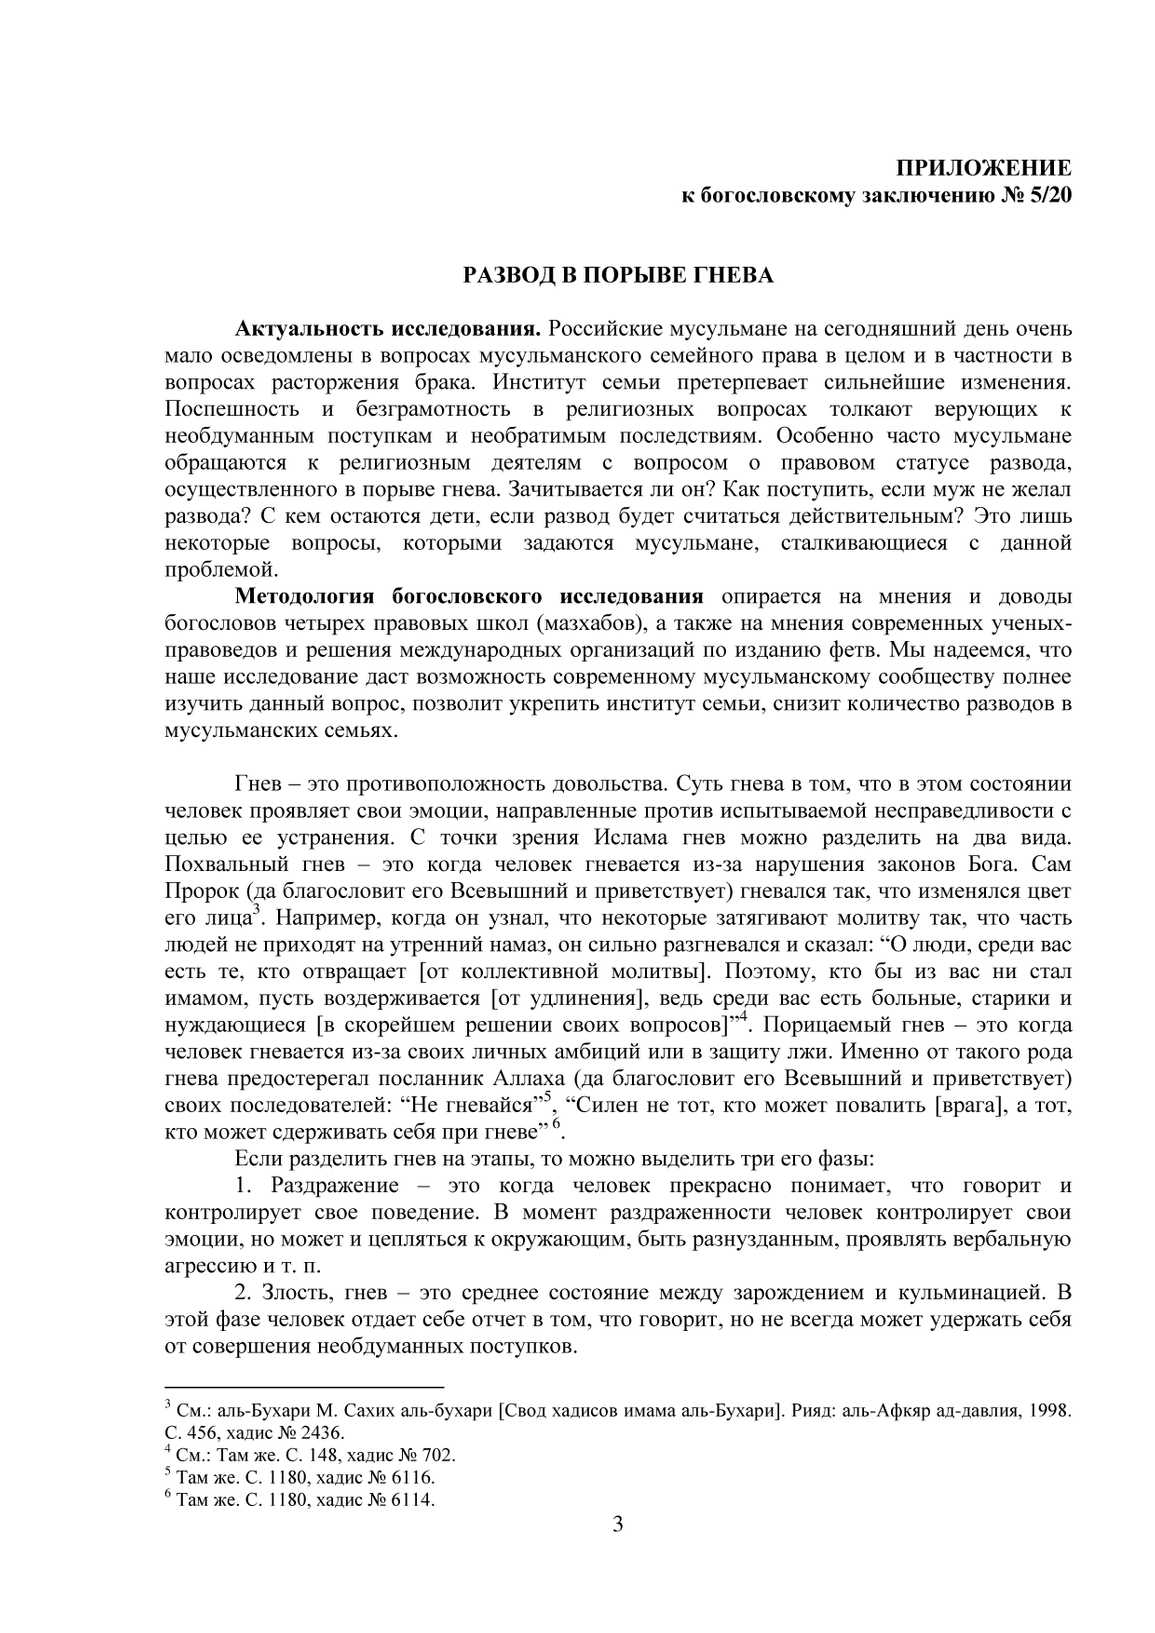 ПРИЛОЖЕНИЕ
к богословскому заключению № 5/20
РАЗВОД В ПОРЫВЕ ГНЕВА
Актуальность исследования. Российские мусульмане на сегодняшний день очень
мало осведомлены в вопросах мусульманского семейного права в целом и в частности в
вопросах расторжения брака. Институт семьи претерпевает сильнейшие изменения.
Поспешность и безграмотность в религиозных вопросах толкают верующих к
необдуманным поступкам и необратимым последствиям. Особенно часто мусульмане
обращаются к религиозным деятелям с вопросом о правовом статусе развода,
осуществленного в порыве гнева. Зачитывается ли он? Как поступить, если муж не желал
развода? С кем остаются дети, если развод будет считаться действительным? Это лишь
некоторые вопросы, которыми задаются мусульмане, сталкивающиеся с данной
проблемой.
Методология богословского исследования опирается на мнения и доводы
богословов четырех правовых школ (мазхабов), а также на мнения современных ученых-
правоведов и решения международных организаций по изданию фетв. Мы надеемся, что
наше исследование даст возможность современному мусульманскому сообществу полнее
изучить данный вопрос, позволит укрепить институт семьи, снизит количество разводов в
мусульманских семьях.
Гнев – это противоположность довольства. Суть гнева в том, что в этом состоянии
человек проявляет свои эмоции, направленные против испытываемой несправедливости с
целью ее устранения. С точки зрения Ислама гнев можно разделить на два вида.
Похвальный гнев – это когда человек гневается из-за нарушения законов Бога. Сам
Пророк (да благословит его Всевышний и приветствует) гневался так, что изменялся цвет
его лица³. Например, когда он узнал, что некоторые затягивают молитву так, что часть
людей не приходят на утренний намаз, он сильно разгневался и сказал: “О люди, среди вас
есть те, кто отвращает [от коллективной молитвы]. Поэтому, кто бы из вас ни стал
имамом, пусть воздерживается [от удлинения], ведь среди вас есть больные, старики и
нуждающиеся [в скорейшем решении своих вопросов]”⁴. Порицаемый гнев – это когда
человек гневается из-за своих личных амбиций или в защиту лжи. Именно от такого рода
гнева предостерегал посланник Аллаха (да благословит его Всевышний и приветствует)
своих последователей: “Не гневайся”⁵, “Силен не тот, кто может повалить [врага], а тот,
кто может сдерживать себя при гневе” ⁶.
Если разделить гнев на этапы, то можно выделить три его фазы:
1. Раздражение – это когда человек прекрасно понимает, что говорит и
контролирует свое поведение. В момент раздраженности человек контролирует свои
эмоции, но может и цепляться к окружающим, быть разнузданным, проявлять вербальную
агрессию и т. п.
2. Злость, гнев – это среднее состояние между зарождением и кульминацией. В
этой фазе человек отдает себе отчет в том, что говорит, но не всегда может удержать себя
от совершения необдуманных поступков.
³ См.: аль-Бухари М. Сахих аль-бухари [Свод хадисов имама аль-Бухари]. Рияд: аль-Афкяр ад-давлия, 1998.
С. 456, хадис № 2436.
⁴ См.: Там же. С. 148, хадис № 702.
⁵ Там же. С. 1180, хадис № 6116.
⁶ Там же. С. 1180, хадис № 6114.
3